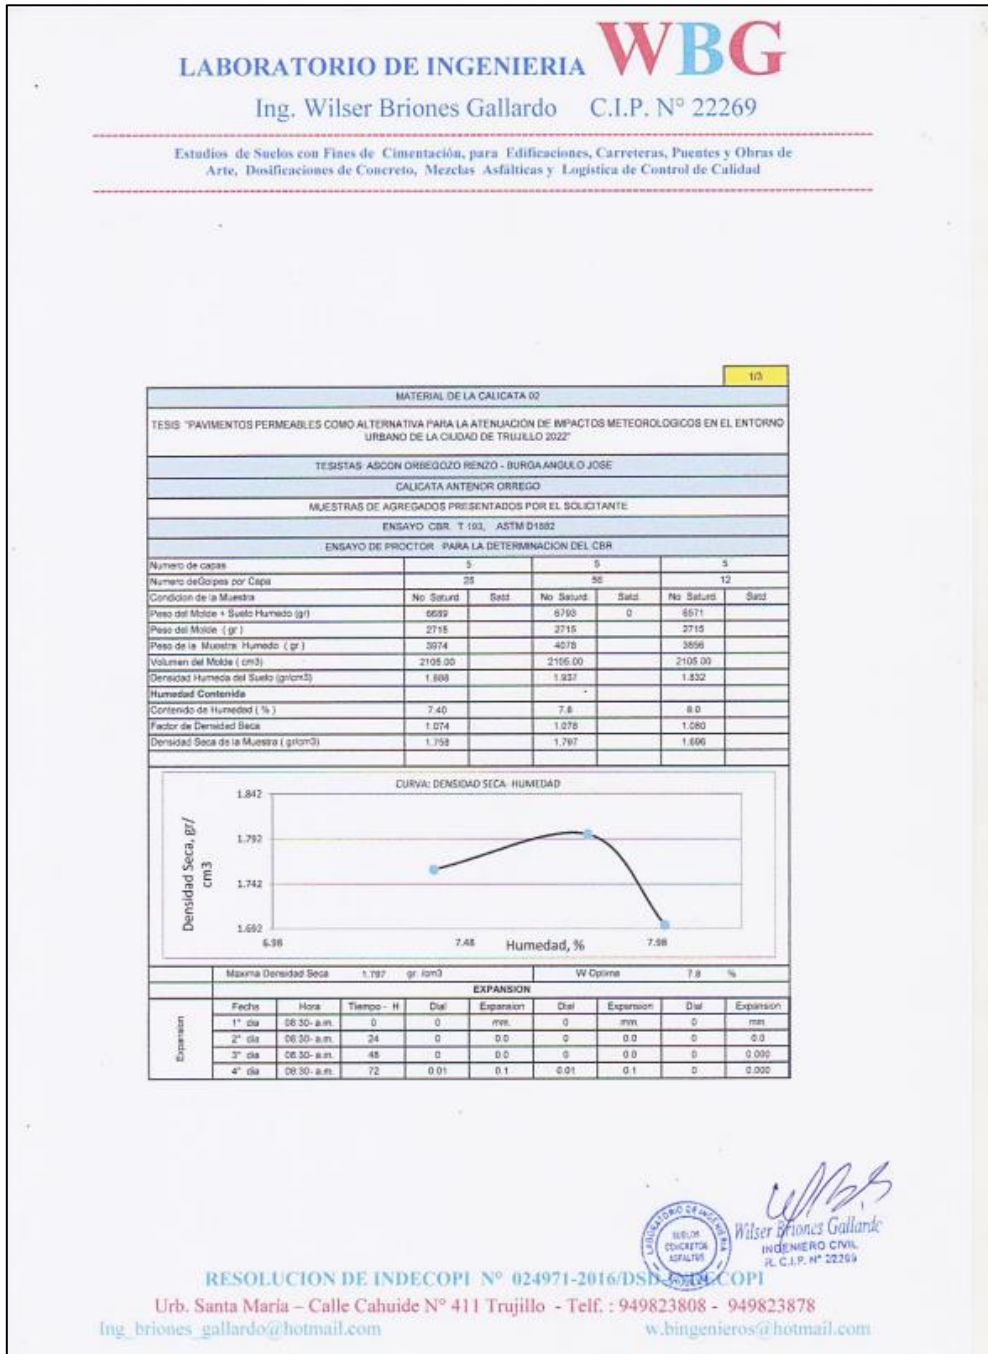 LABORATORIO DE INGENIERIA WBG
Ing. Wilser Briones Gallardo C.I.P. N° 22269
Estudios de Suelos con Fines de Cimentación, para Edificaciones, Carreteras, Puentes y Obras de
Arte, Dosificaciones de Concreto, Mezclas Asfálticas y Logística de Control de Calidad
1/3
MATERIAL DE LA CALICATA 02
TESIS "PAVIMENTOS PERMEABLES COMO ALTERNATIVA PARA LA ATENUACIÓN DE IMPACTOS METEOROLOGICOS EN EL ENTORNO
URBANO DE LA CIUDAD DE TRUJILLO 2022"
TESISTAS ASCON ORBEGOZO RENZO - BURGA ANGULO JOSE
CALICATA ANTENOR ORREGO
MUESTRAS DE AGREGADOS PRESENTADOS POR EL SOLICITANTE
ENSAYO CBR. T 193, ASTM D1882
ENSAYO DE PROCTOR PARA LA DETERMINACION DEL CBR
Numero de capas 5 5 5
Numero deGolpes por Capa 25 56 12
Condicion de la Muestra No Saturd. Satd. No Saturd. Satd. No Saturd. Satd.
Peso del Molde + Suelo Humedo (gr) 6689 6793 0 6571
Peso del Molde (gr) 2715 2715 2715
Peso de la Muestra Humedo (gr) 3974 4078 3856
Volumen del Molde (cm3) 2105.00 2105.00 2105.00
Densidad Humeda del Suelo (gr/cm3) 1.888 1.937 1.832
Humedad Contenida
Contenido de Humedad (%) 7.40 7.8 8.0
Factor de Densidad Seca 1.074 1.078 1.080
Densidad Seca de la Muestra (gr/cm3) 1.758 1.797 1.696
CURVA: DENSIDAD SECA HUMEDAD
Densidad Seca, gr/
cm3
1.842
1.792
1.742
1.692
6.98 7.48 7.98
Humedad, %
Maxima Densidad Seca 1.797 gr. /cm3 W Optima 7.8 %
EXPANSION
Expansion
Fecha Hora Tiempo - H Dial Expansion Dial Expansion Dial Expansion
1° dia 08:30- a.m. 0 0 mm. 0 mm. 0 mm
2° dia 08:30- a.m. 24 0 0.0 0 0.0 0 0.0
3° dia 08:30- a.m. 48 0 0.0 0 0.0 0 0.000
4° dia 08:30- a.m. 72 0.01 0.1 0.01 0.1 0 0.000
LABORATORIO DE INGENIERIA
SUELOS
CONCRETOS
ASFALTOS
Wilser Briones Gallardo
INGENIERO CIVIL
R. C.I.P. N° 22269
RESOLUCION DE INDECOPI N° 024971-2016/DSD
Urb. Santa María – Calle Cahuide N° 411 Trujillo - Telf. : 949823808 - 949823878
Ing_briones_gallardo@hotmail.com w.bingenieros@hotmail.com